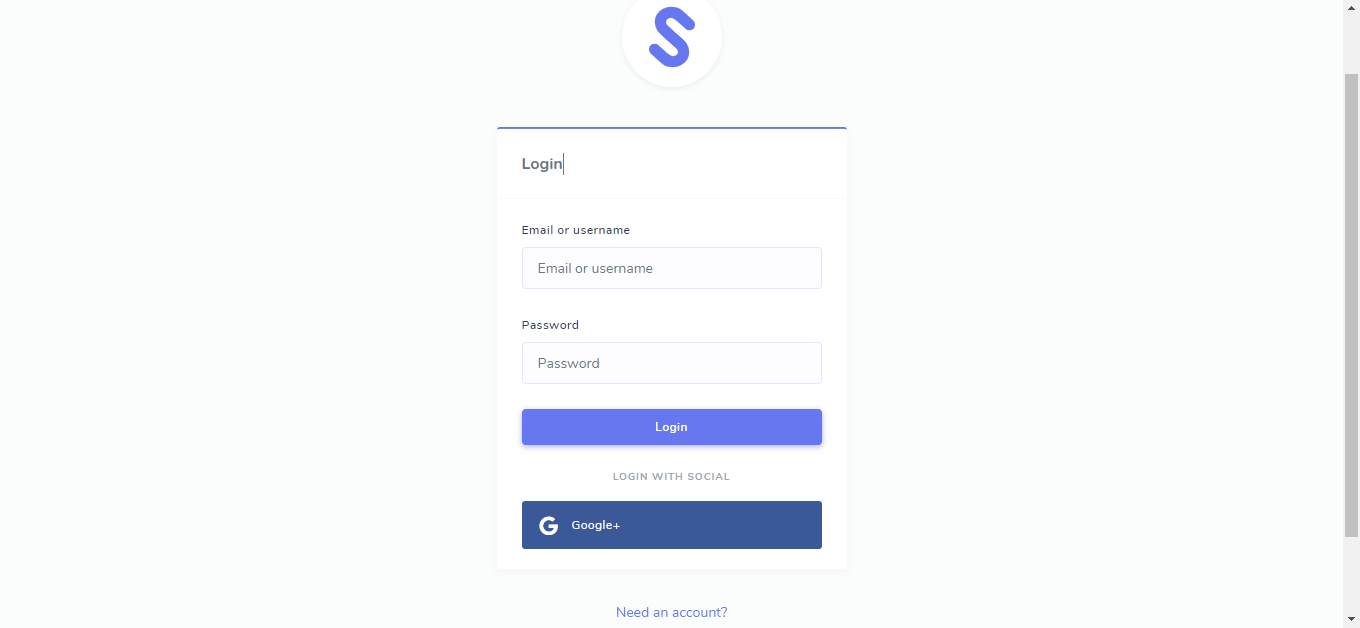 Login
Email or username
Email or username
Password
Password
Login
LOGIN WITH SOCIAL
Google+
Need an account?